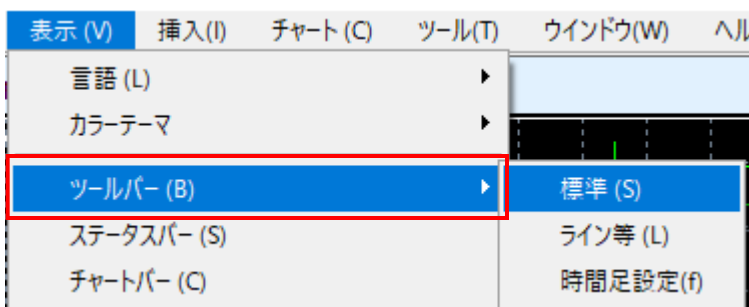 表示 (V) 挿入(I) チャート (C) ツール(T) ウインドウ(W) ヘル
言語 (L)
カラーテーマ
ツールバー (B) 標準 (S)
ステータスバー (S) ライン等 (L)
チャートバー (C) 時間足設定(f)